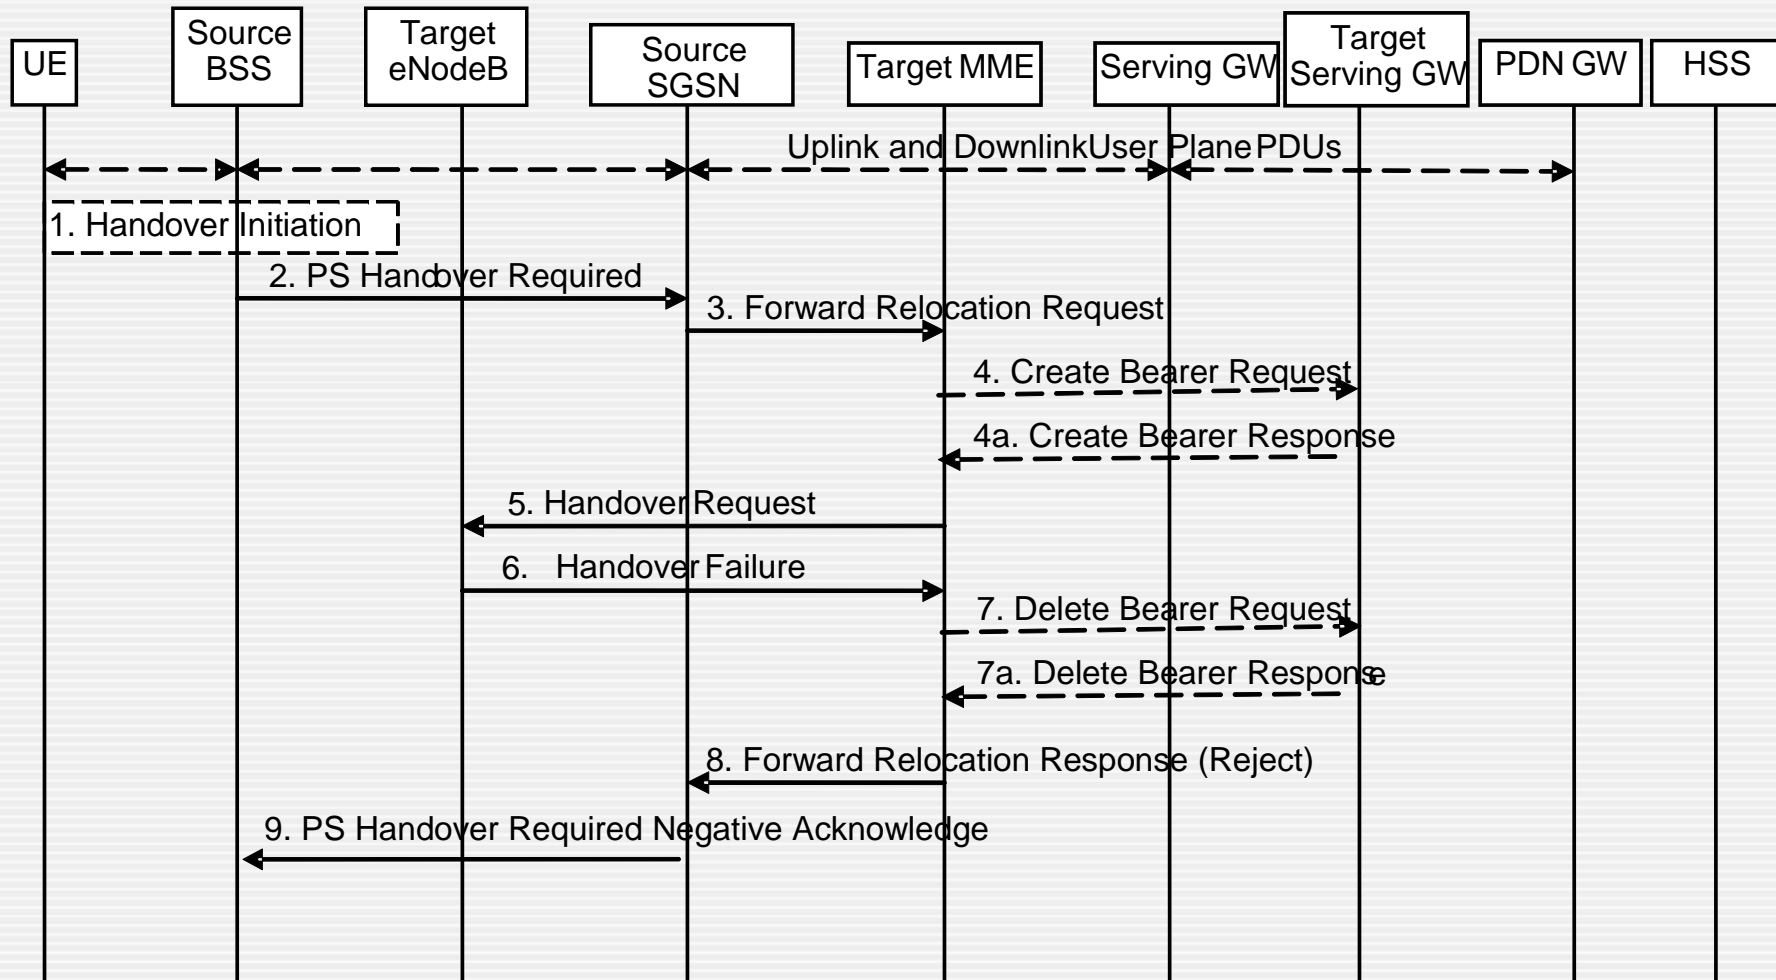 UE
Source
BSS
Target
eNodeB
Source
SGSN
Target MME
Serving GW
Target
Serving GW
PDN GW
HSS
Uplink and Downlink User Plane PDUs
1. Handover Initiation
2. PS Handover Required
3. Forward Relocation Request
4. Create Bearer Request
4a. Create Bearer Response
5. Handover Request
6. Handover Failure
7. Delete Bearer Request
7a. Delete Bearer Response
8. Forward Relocation Response (Reject)
9. PS Handover Required Negative Acknowledge